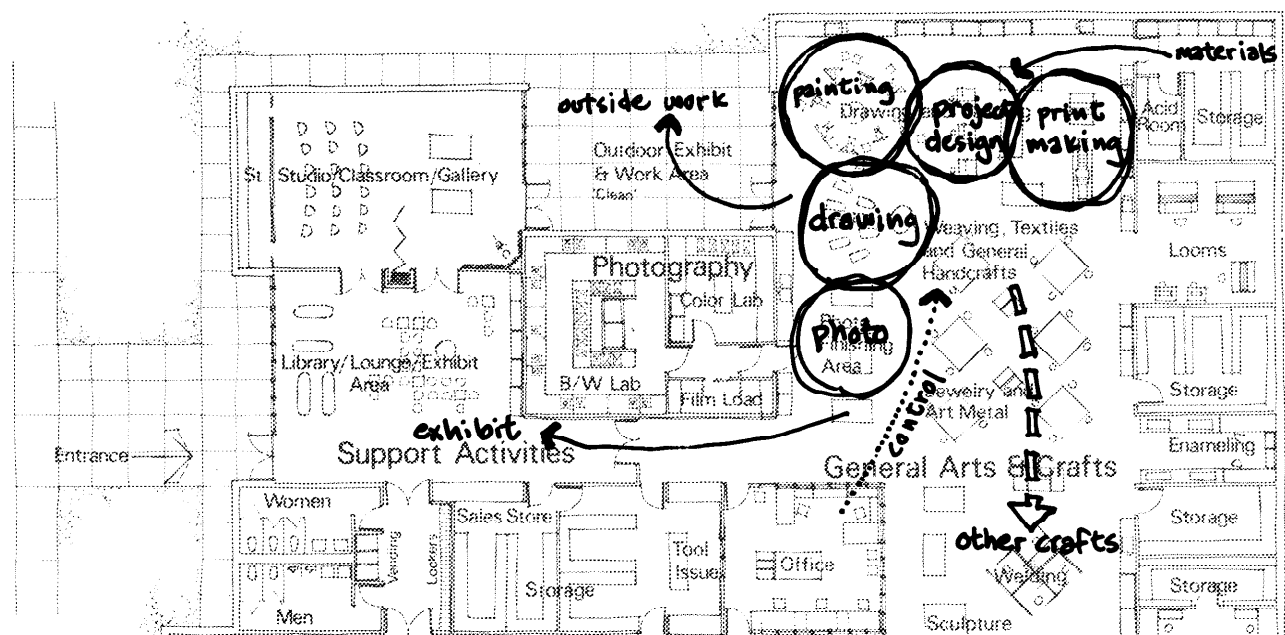 materials
painting
outside work
project
design
print
making
Acid
Room
Storage
Outdoor Exhibit
& Work Area
'Clean'
Studio/Classroom/Gallery
drawing
Weaving, Textiles
and General
Handcrafts
Looms
Photography
Color Lab
photo
Finishing
Area
Library/Lounge/Exhibit
Area
B/W Lab
Film Load
control
Jewelry and
Art Metal
Storage
exhibit
Entrance
Support Activities
General Arts & Crafts
Enameling
Women
Sales Store
Storage
other crafts
Vending
Lockers
Storage
Tool
Issue
Office
Welding
Storage
Men
Sculpture